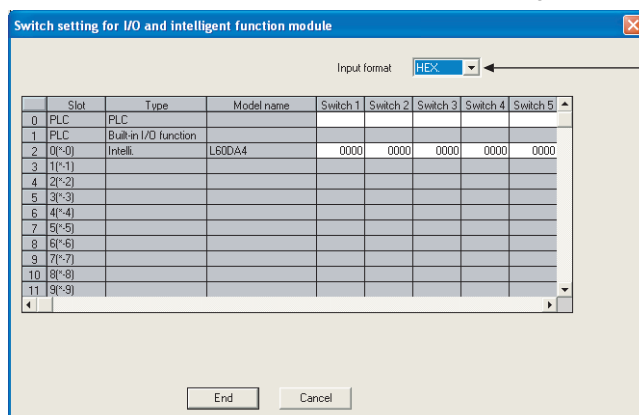 Switch setting for I/O and intelligent function module
Input format HEX.
Slot Type Model name Switch 1 Switch 2 Switch 3 Switch 4 Switch 5
0 PLC PLC
1 PLC Built-in I/O function
2 0(*-0) Intelli. L60DA4 0000 0000 0000 0000 0000
3 1(*-1)
4 2(*-2)
5 3(*-3)
6 4(*-4)
7 5(*-5)
8 6(*-6)
9 7(*-7)
10 8(*-8)
11 9(*-9)
End Cancel